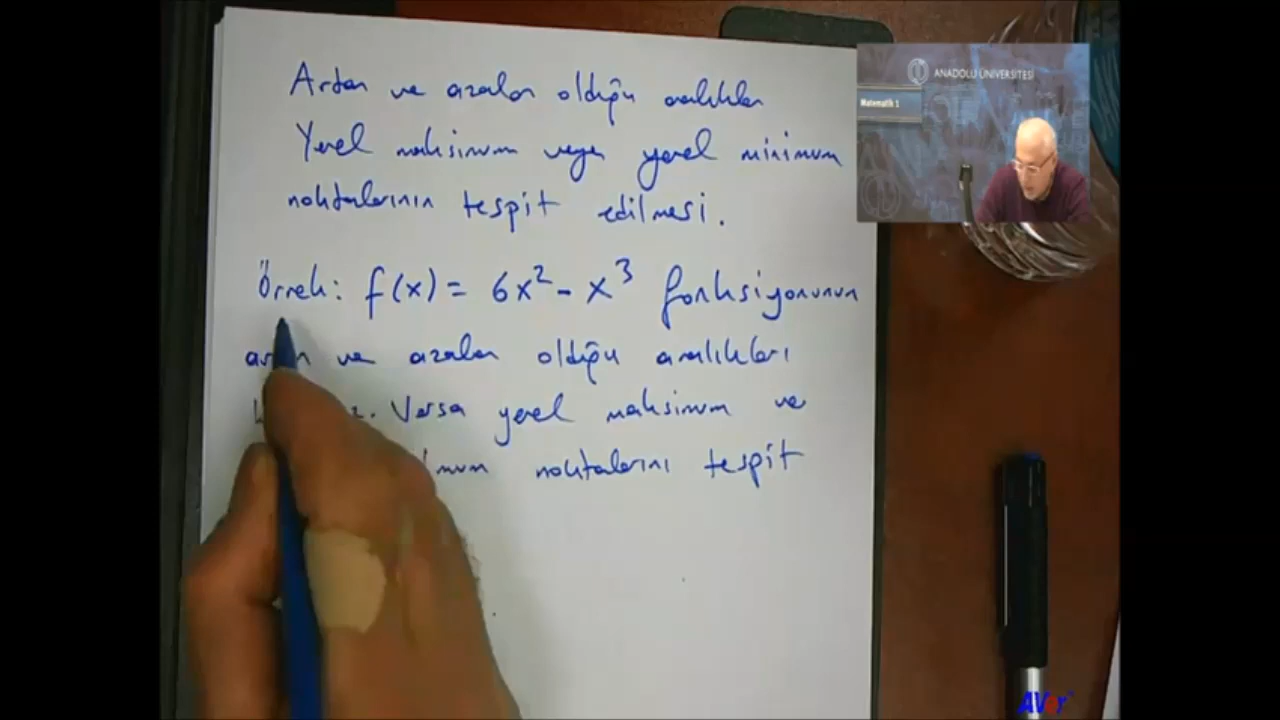 Artan ve azalan olduğu aralıklar
Yerel maksimum veya yerel minimum
noktalarının tespit edilmesi.
Örnek: f(x) = 6x² - x³ fonksiyonunun
ve azalan olduğu aralıkları
Varsa yerel maksimum ve
noktalarını tespit
ANADOLU ÜNİVERSİTESİ
Matematik 1